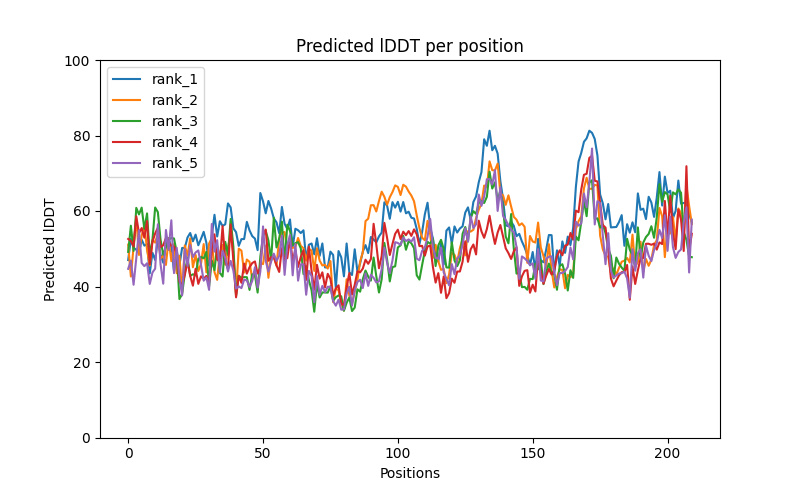 Predicted lDDT per position
100
80
60
40
20
0
Predicted lDDT
rank_1
rank_2
rank_3
rank_4
rank_5
0 50 100 150 200
Positions